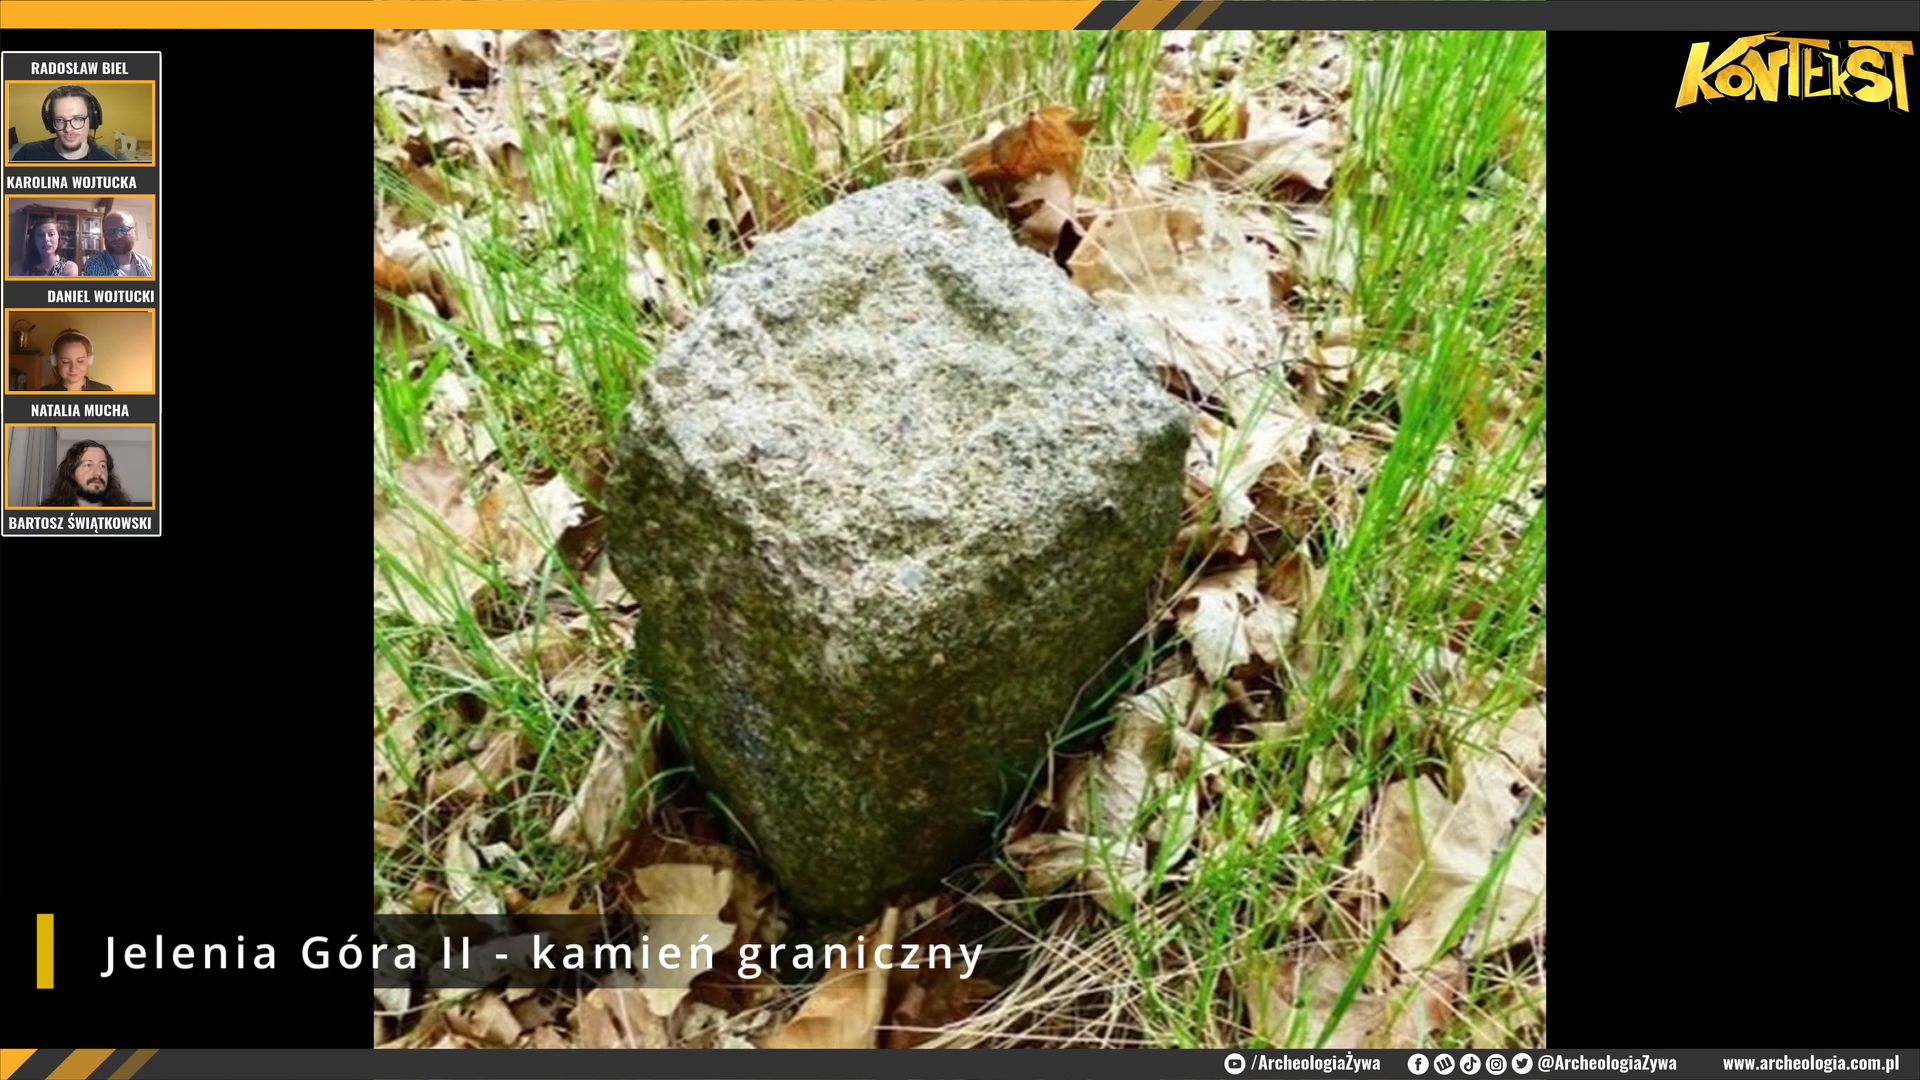 RADOSŁAW BIEL
KAROLINA WOJTUCKA
DANIEL WOJTUCKI
NATALIA MUCHA
BARTOSZ ŚWIĄTKOWSKI
KONTEKST
Jelenia Góra II - kamień graniczny
/ArcheologiaŻywa
@ArcheologiaZywa
www.archeologia.com.pl